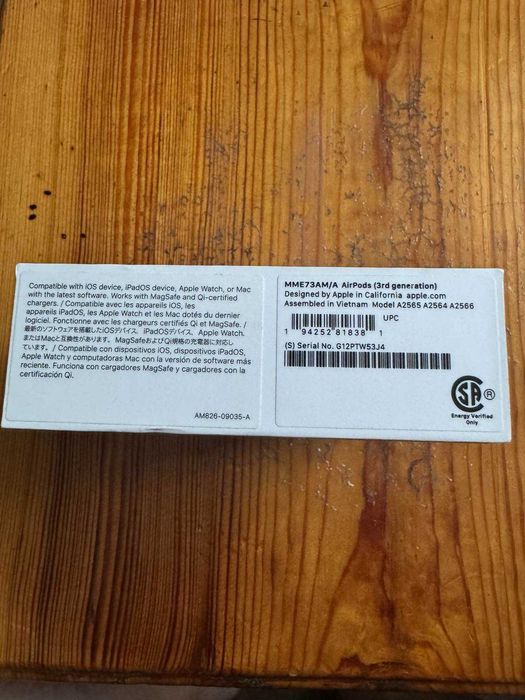 Compatible with iOS device, iPadOS device, Apple Watch, or Mac
with the latest software. Works with MagSafe and Qi-certified
chargers. / Compatible avec les appareils iOS, les
appareils iPadOS, les Apple Watch et les Mac dotés du dernier
logiciel. Fonctionne avec les chargeurs certifiés Qi et MagSafe. /
最新のソフトウェアを搭載したiOSデバイス、iPadOSデバイス、Apple Watch、
またはMacと互換性があります。MagSafeおよびQi規格の充電器に対応し
ています。/ Compatible con dispositivos iOS, dispositivos iPadOS,
Apple Watch y computadoras Mac con la versión de software más
reciente. Funciona con cargadores MagSafe y cargadores con la
certificación Qi.
AM826-09035-A
MME73AM/A AirPods (3rd generation)
Designed by Apple in California apple.com
Assembled in Vietnam Model A2565 A2564 A2566
UPC
1 94252 81838 1
(S) Serial No. G12PTW53J4
SA ®
Energy Verified
Only